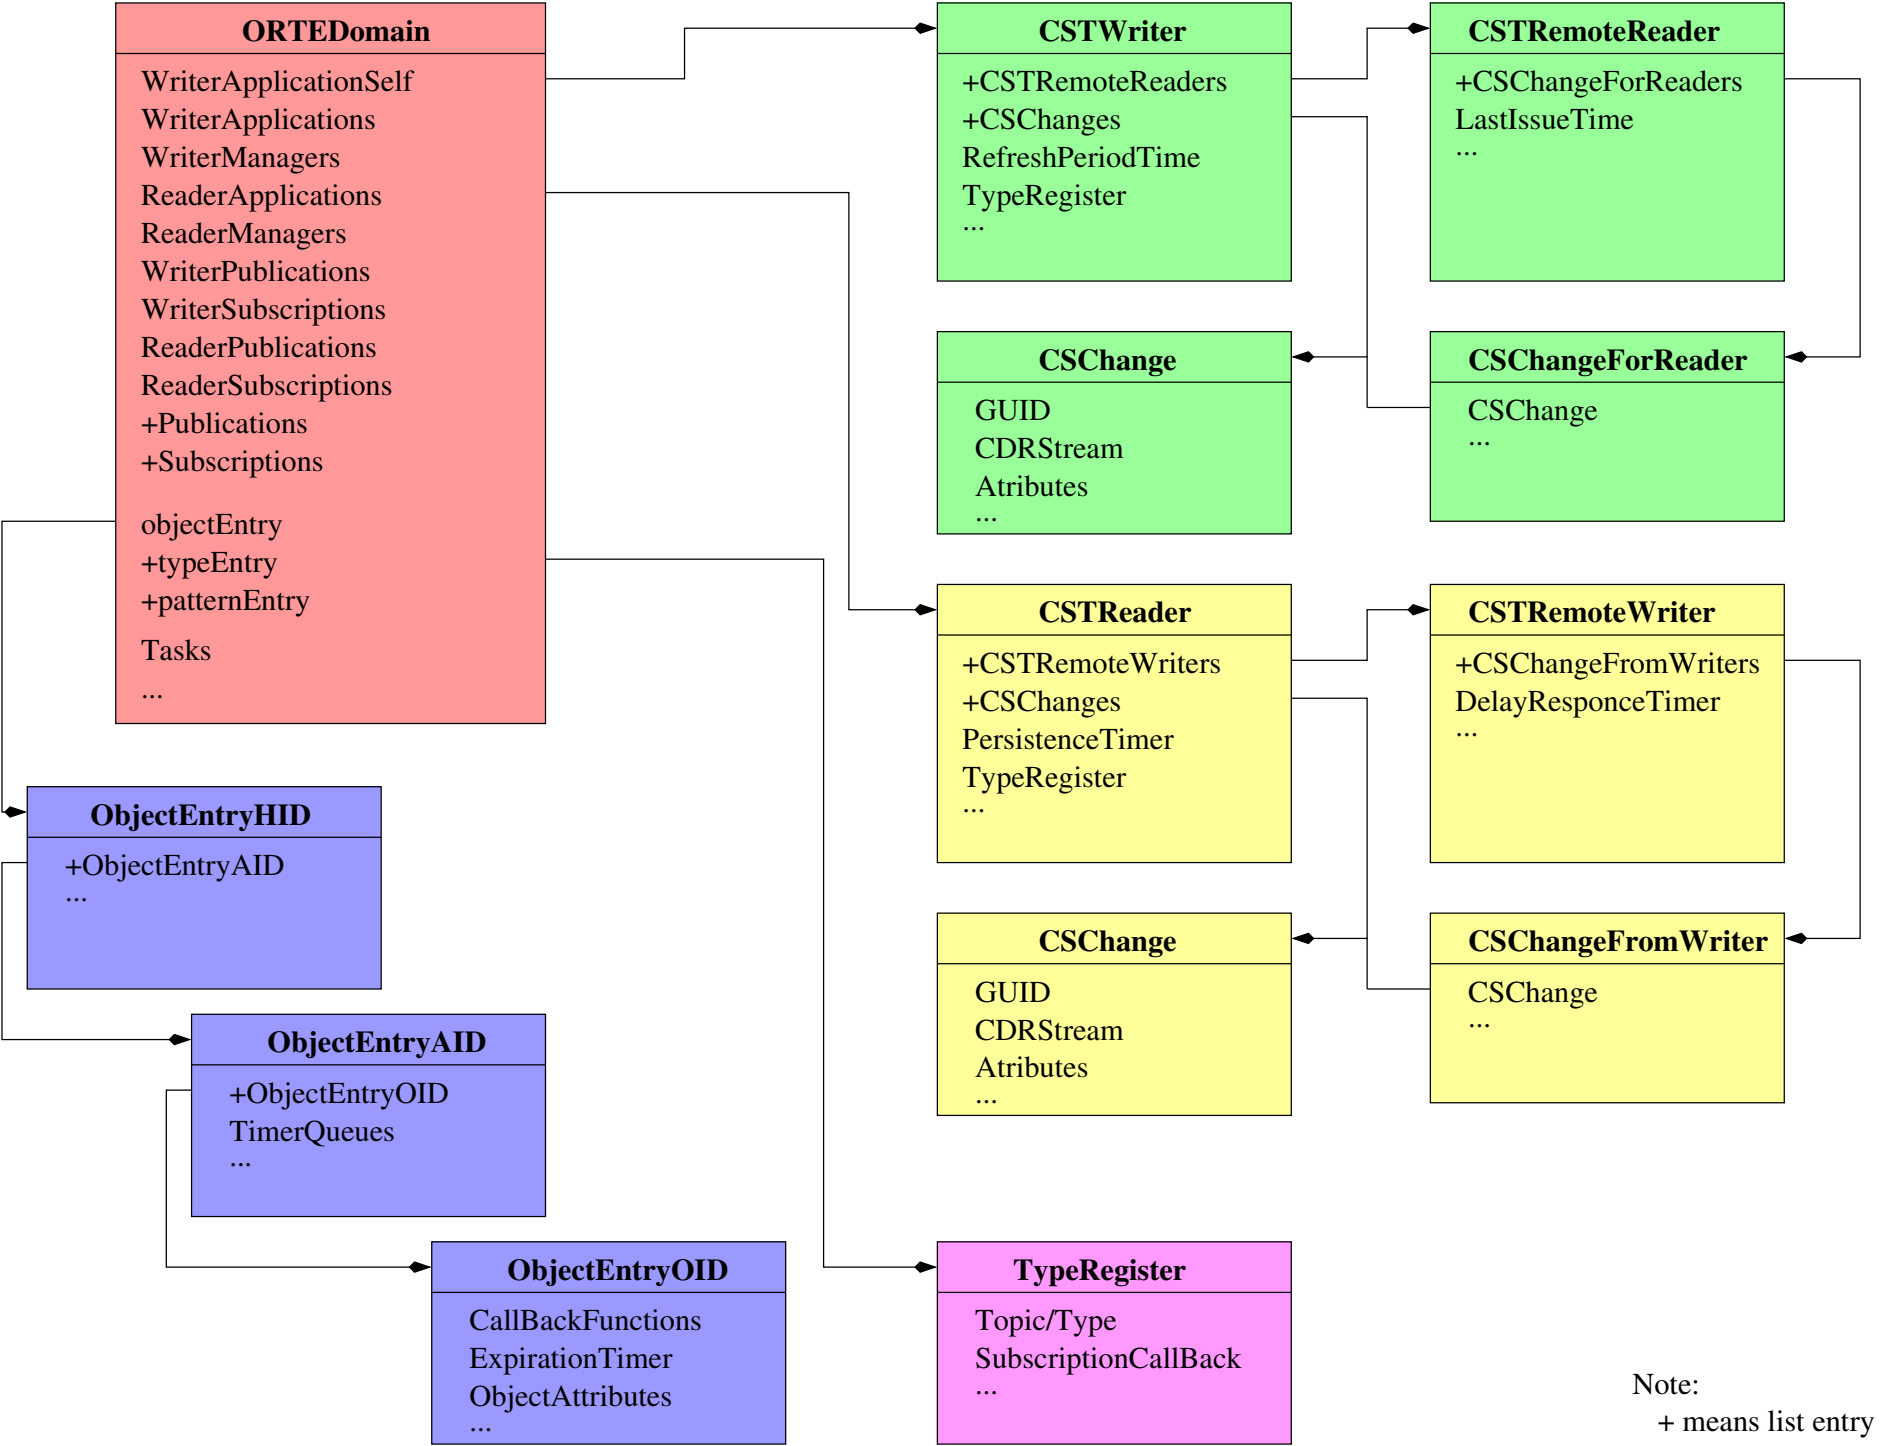 ORTEDomain
WriterApplicationSelf
WriterApplications
WriterManagers
ReaderApplications
ReaderManagers
WriterPublications
WriterSubscriptions
ReaderPublications
ReaderSubscriptions
+Publications
+Subscriptions
objectEntry
+typeEntry
+patternEntry
Tasks
...
CSTWriter
+CSTRemoteReaders
+CSChanges
RefreshPeriodTime
TypeRegister
...
CSTRemoteReader
+CSChangeForReaders
LastIssueTime
...
CSChange
GUID
CDRStream
Atributes
...
CSChangeForReader
CSChange
...
CSTReader
+CSTRemoteWriters
+CSChanges
PersistenceTimer
TypeRegister
...
CSTRemoteWriter
+CSChangeFromWriters
DelayResponceTimer
...
CSChange
GUID
CDRStream
Atributes
...
CSChangeFromWriter
CSChange
...
ObjectEntryHID
+ObjectEntryAID
...
ObjectEntryAID
+ObjectEntryOID
TimerQueues
...
ObjectEntryOID
CallBackFunctions
ExpirationTimer
ObjectAttributes
...
TypeRegister
Topic/Type
SubscriptionCallBack
...
Note:
+ means list entry